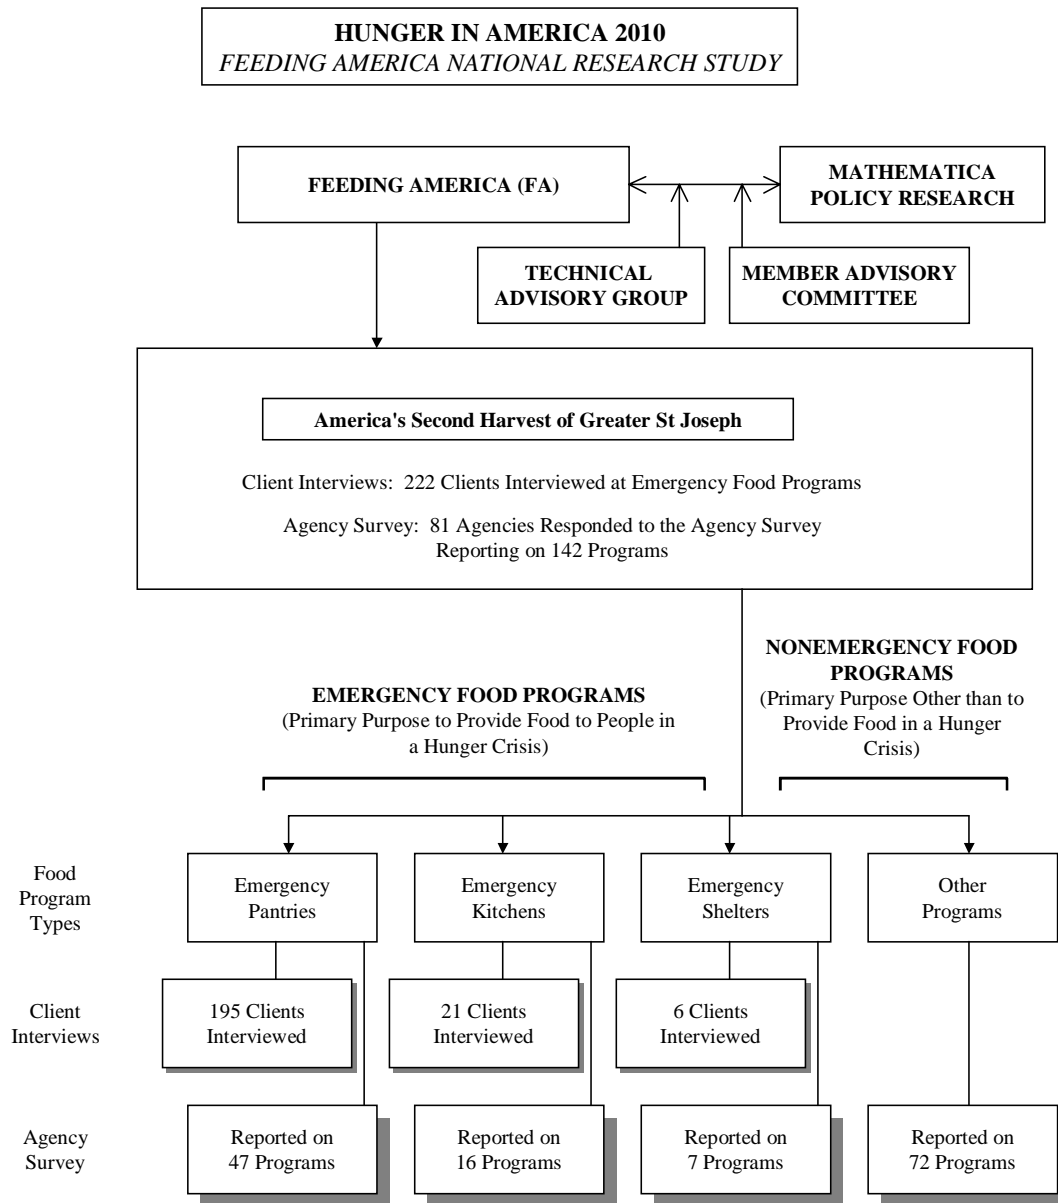 HUNGER IN AMERICA 2010
FEEDING AMERICA NATIONAL RESEARCH STUDY
FEEDING AMERICA (FA)
MATHEMATICA
POLICY RESEARCH
TECHNICAL
ADVISORY GROUP
MEMBER ADVISORY
COMMITTEE
America's Second Harvest of Greater St Joseph
Client Interviews:  222 Clients Interviewed at Emergency Food Programs
Agency Survey:  81 Agencies Responded to the Agency Survey
Reporting on 142 Programs
EMERGENCY FOOD PROGRAMS
(Primary Purpose to Provide Food to People in
a Hunger Crisis)
NONEMERGENCY FOOD
PROGRAMS
(Primary Purpose Other than to
Provide Food in a Hunger
Crisis)
Food
Program
Types
Emergency
Pantries
Emergency
Kitchens
Emergency
Shelters
Other
Programs
Client
Interviews
195 Clients
Interviewed
21 Clients
Interviewed
6 Clients
Interviewed
Agency
Survey
Reported on
47 Programs
Reported on
16 Programs
Reported on
7 Programs
Reported on
72 Programs